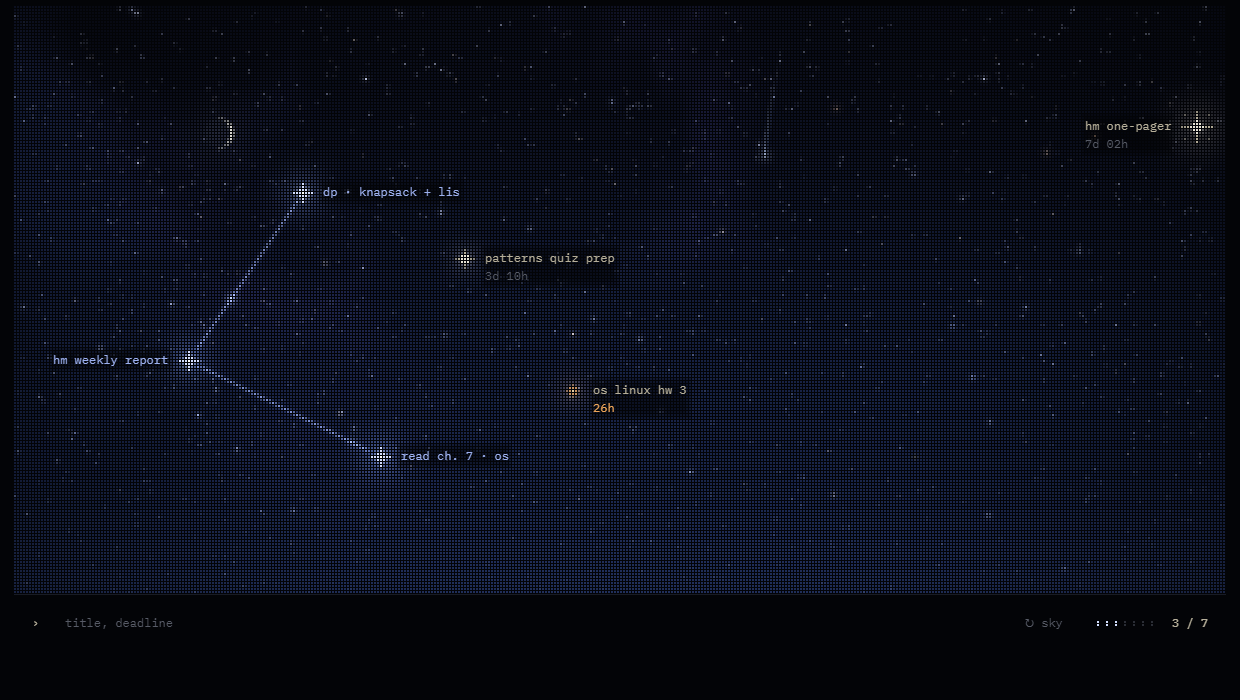 hm one-pager
7d 02h
dp · knapsack + lis
patterns quiz prep
3d 10h
hm weekly report
os linux hw 3
26h
read ch. 7 · os
› title, deadline
↻ sky
3 / 7